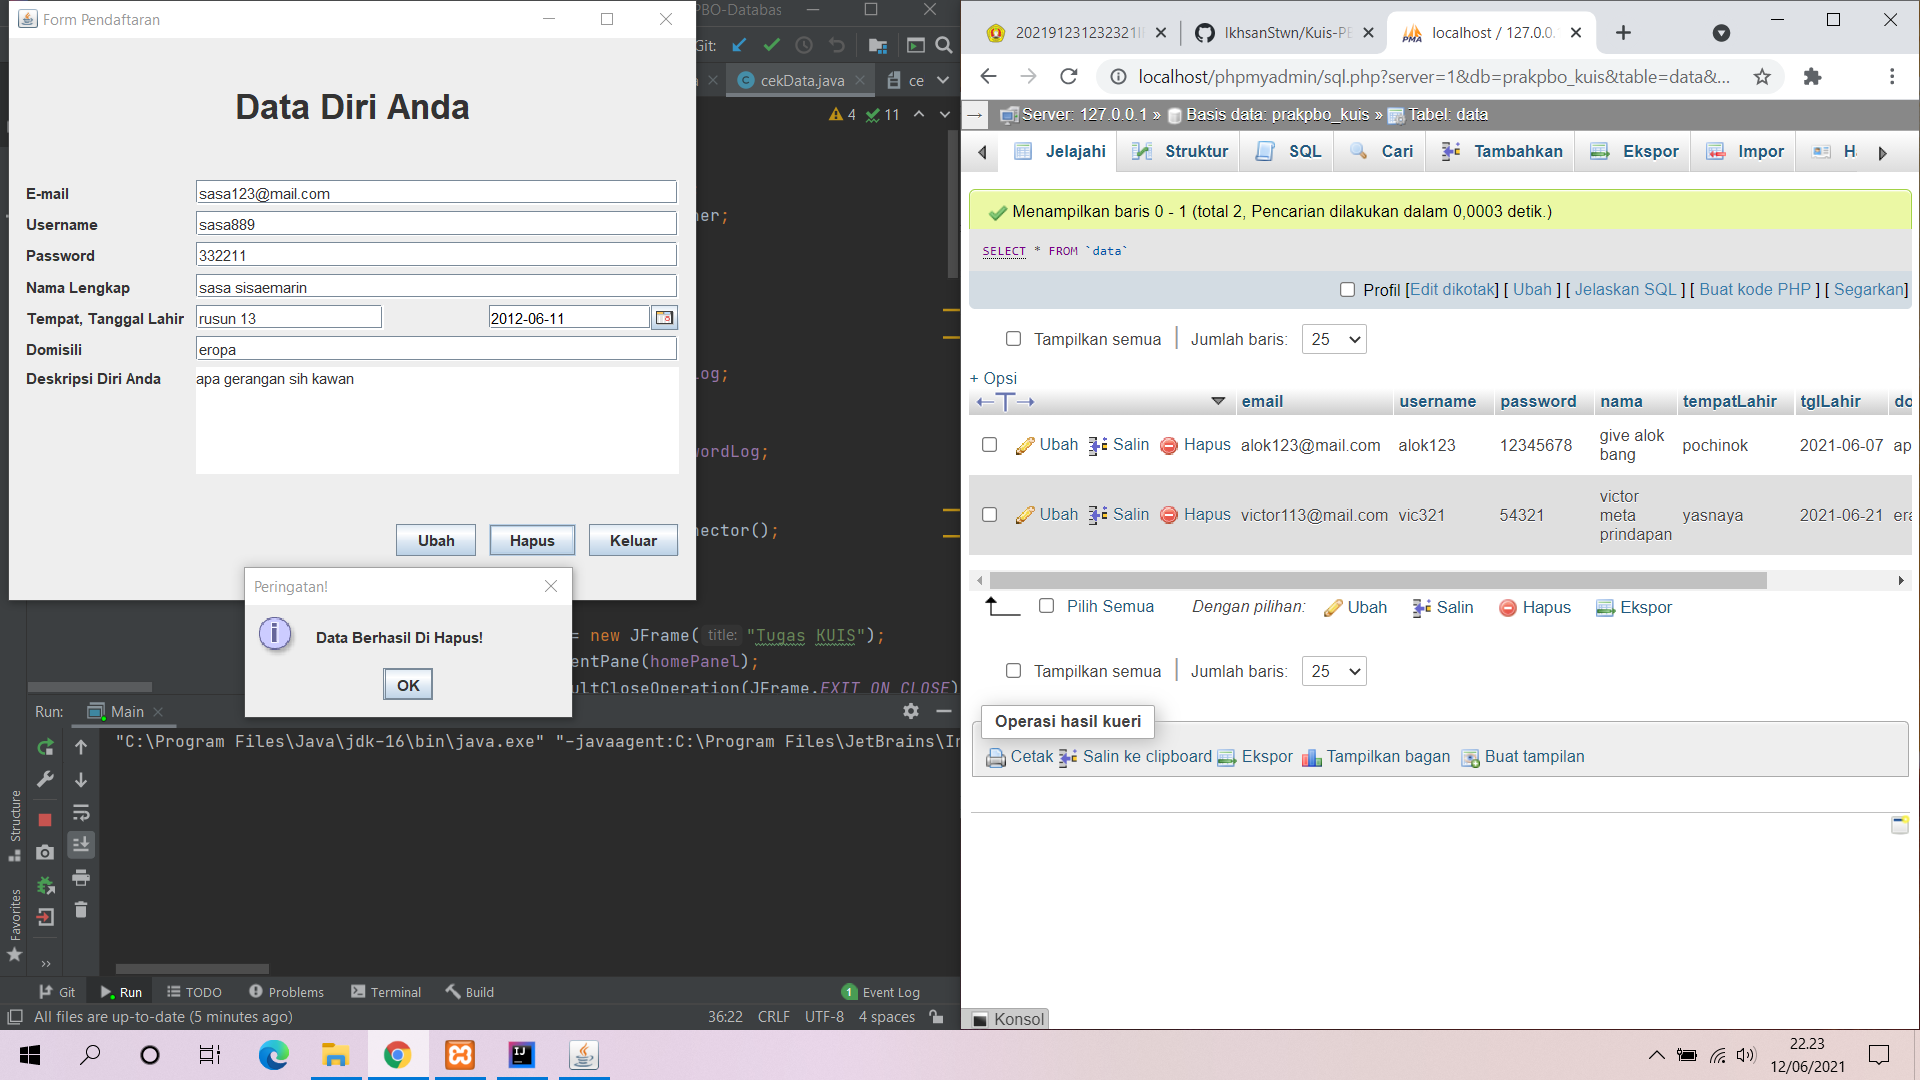 Form Pendaftaran
Data Diri Anda
E-mail
sasa123@mail.com
Username
sasa889
Password
332211
Nama Lengkap
sasa sisaemarin
Tempat, Tanggal Lahir
rusun 13
2012-06-11
Domisili
eropa
Deskripsi Diri Anda
apa gerangan sih kawan
Ubah
Hapus
Keluar
Peringatan!
Data Berhasil Di Hapus!
OK
PBO-Databas
Git:
cekData.java
ce
4
11
ner;
og;
wordLog;
nector();
= new JFrame( title: "Tugas KUIS");
entPane(homePanel);
ultCloseOperation(JFrame.EXIT_ON_CLOSE)
Run:
Main
"C:\Program Files\Java\jdk-16\bin\java.exe" "-javaagent:C:\Program Files\JetBrains\In
Structure
Favorites
Git
Run
TODO
Problems
Terminal
Build
1
Event Log
All files are up-to-date (5 minutes ago)
36:22
CRLF
UTF-8
4 spaces
IkhsanStwn/Kuis-PB
localhost / 127.0.0.
localhost/phpmyadmin/sql.php?server=1&db=prakpbo_kuis&table=data&...
Server: 127.0.0.1 » Basis data: prakpbo_kuis » Tabel: data
Jelajahi
Struktur
SQL
Cari
Tambahkan
Ekspor
Impor
Menampilkan baris 0 - 1 (total 2, Pencarian dilakukan dalam 0,0003 detik.)
SELECT * FROM `data`
Profil [Edit dikotak] [ Ubah ] [ Jelaskan SQL ] [ Buat kode PHP ] [ Segarkan]
Tampilkan semua
Jumlah baris:
25
+ Opsi
email
username
password
nama
tempatLahir
tglLahir
do
Ubah
Salin
Hapus
alok123@mail.com
alok123
12345678
give alok
bang
pochinok
2021-06-07
ap
Ubah
Salin
Hapus
victor113@mail.com
vic321
54321
victor
meta
prindapan
yasnaya
2021-06-21
era
Pilih Semua
Dengan pilihan:
Ubah
Salin
Hapus
Ekspor
Tampilkan semua
Jumlah baris:
25
Operasi hasil kueri
Cetak
Salin ke clipboard
Ekspor
Tampilkan bagan
Buat tampilan
Konsol
22.23
12/06/2021